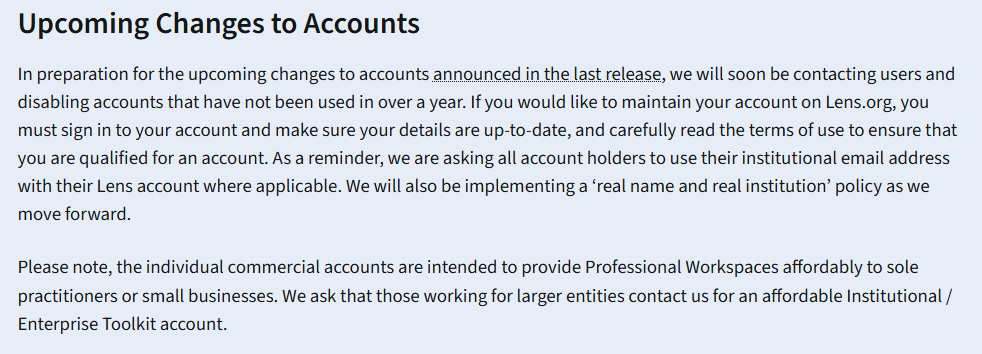 Upcoming Changes to Accounts
In preparation for the upcoming changes to accounts announced in the last release, we will soon be contacting users and
disabling accounts that have not been used in over a year. If you would like to maintain your account on Lens.org, you
must sign in to your account and make sure your details are up-to-date, and carefully read the terms of use to ensure that
you are qualified for an account. As a reminder, we are asking all account holders to use their institutional email address
with their Lens account where applicable. We will also be implementing a ‘real name and real institution’ policy as we
move forward.
Please note, the individual commercial accounts are intended to provide Professional Workspaces affordably to sole
practitioners or small businesses. We ask that those working for larger entities contact us for an affordable Institutional /
Enterprise Toolkit account.